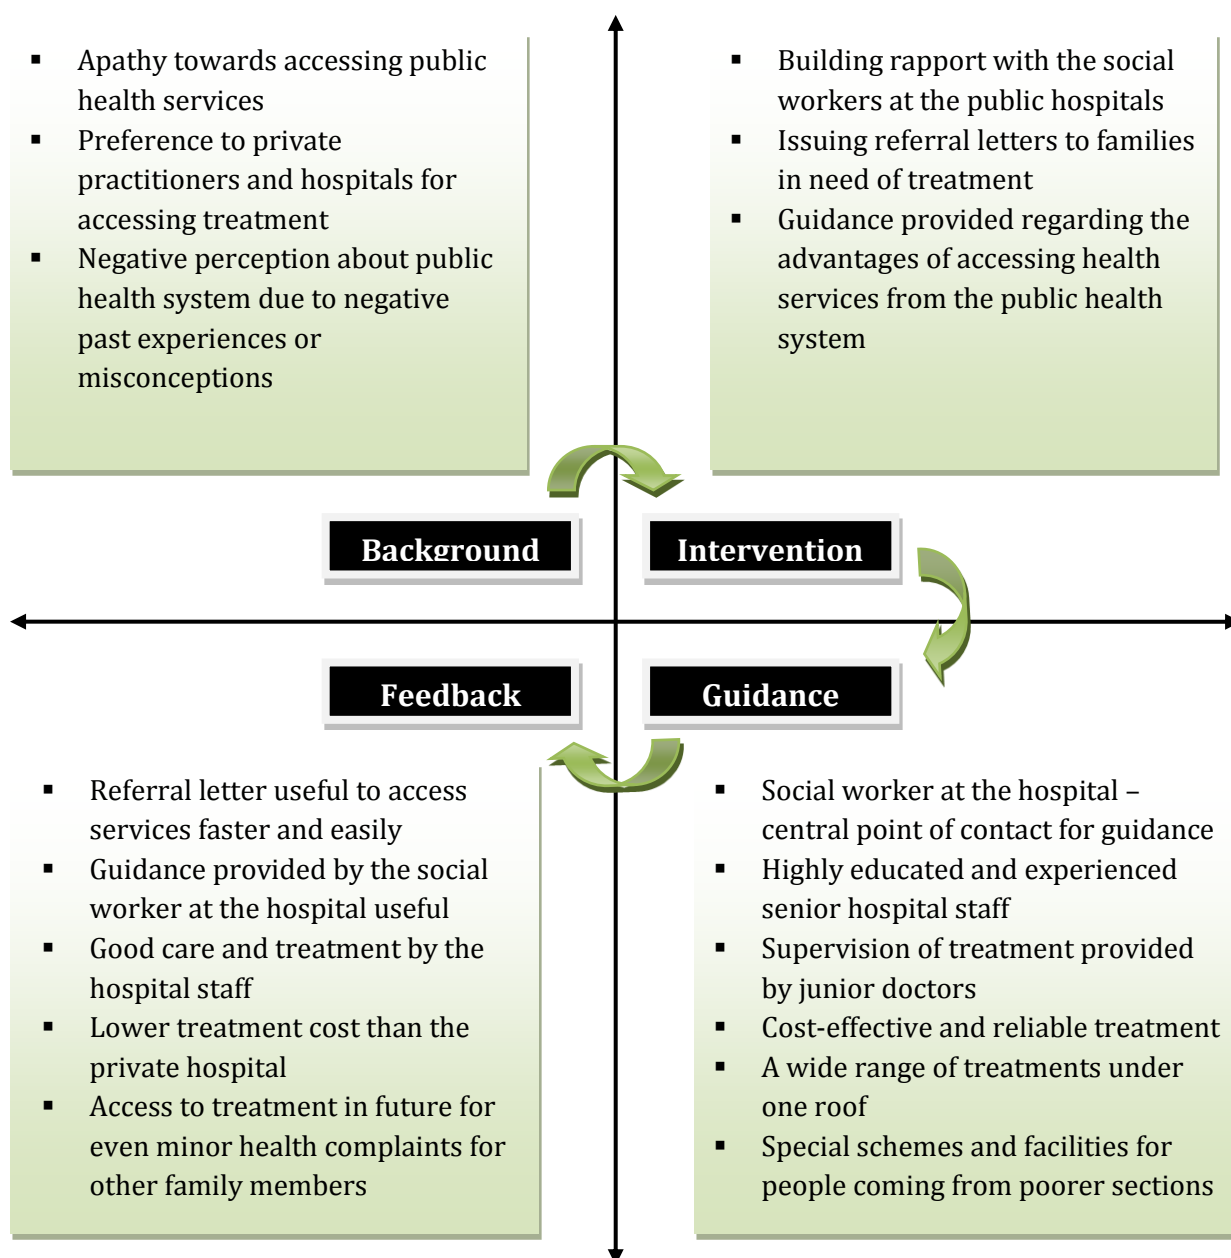 ▪ Apathy towards accessing public
health services
▪ Preference to private
practitioners and hospitals for
accessing treatment
▪ Negative perception about public
health system due to negative
past experiences or
misconceptions
▪ Building rapport with the social
workers at the public hospitals
▪ Issuing referral letters to families
in need of treatment
▪ Guidance provided regarding the
advantages of accessing health
services from the public health
system
Background
Intervention
Feedback
Guidance
▪ Referral letter useful to access
services faster and easily
▪ Guidance provided by the social
worker at the hospital useful
▪ Good care and treatment by the
hospital staff
▪ Lower treatment cost than the
private hospital
▪ Access to treatment in future for
even minor health complaints for
other family members
▪ Social worker at the hospital –
central point of contact for guidance
▪ Highly educated and experienced
senior hospital staff
▪ Supervision of treatment provided
by junior doctors
▪ Cost-effective and reliable treatment
▪ A wide range of treatments under
one roof
▪ Special schemes and facilities for
people coming from poorer sections